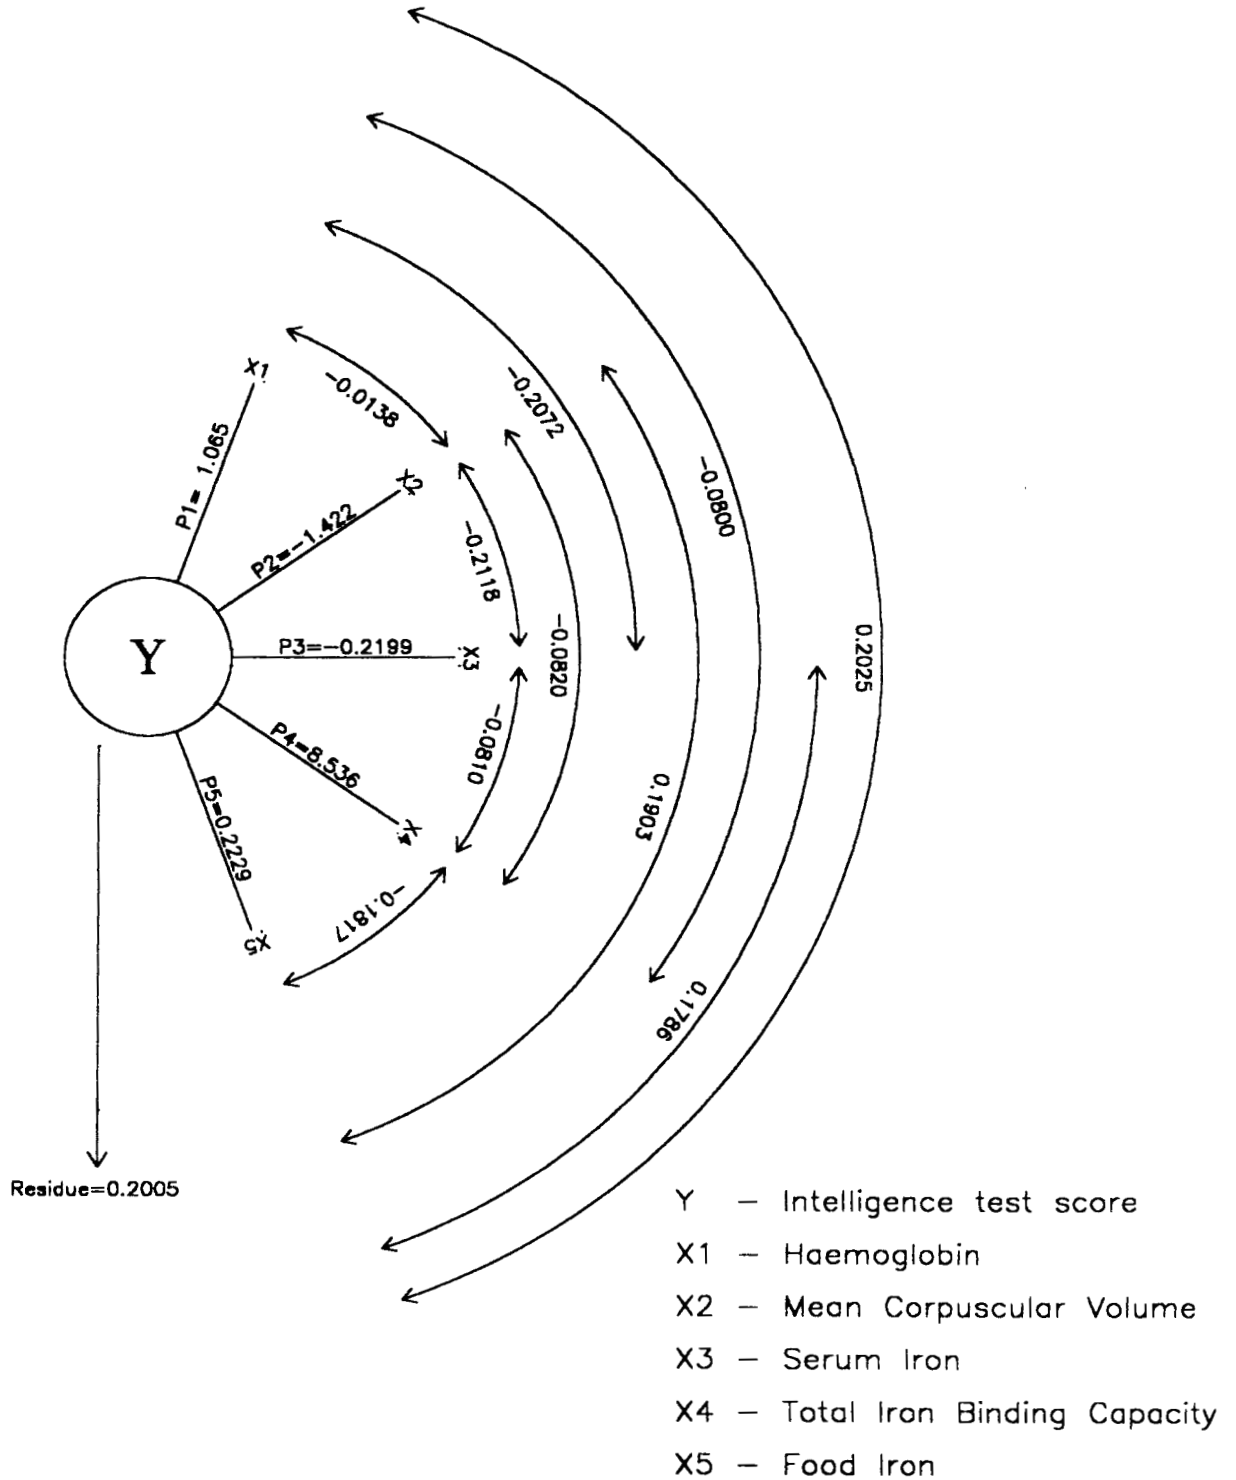 X1
-0.0138
P1= 1.065
X2
P2=-1.422
-0.2072
-0.2118
-0.0800
Y
P3=-0.2199
X3
-0.0820
0.2025
P4=8.536
-0.0810
X4
P5=0.2229
0.1903
-0.1817
X5
0.1786
Residue=0.2005
Y - Intelligence test score
X1 - Haemoglobin
X2 - Mean Corpuscular Volume
X3 - Serum Iron
X4 - Total Iron Binding Capacity
X5 - Food Iron